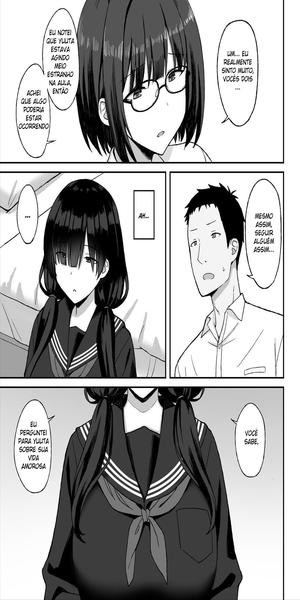 UM... EU
REALMENTE
SINTO MUITO,
VOCÊS DOIS
...
EU NOTEI
QUE YUUTA
ESTAVA
AGINDO
MEIO
ESTRANHO
NA AULA,
ENTÃO
ACHEI
QUE ALGO
PODERIA
ESTAR
OCORRENDO
MESMO
ASSIM,
SEGUIR
ALGUÉM
ASSIM...
AH...
...
VOCÊ
SABE,
EU
PERGUNTEI
PARA YUUTA
SOBRE SUA
VIDA
AMOROSA